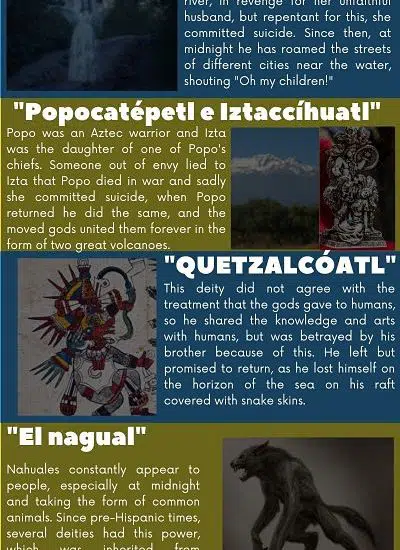 river, in revenge for her unfaithful
husband, but repentant for this, she
committed suicide. Since then, at
midnight he has roamed the streets
of different cities near the water,
shouting "Oh my children!"
"Popocatépetl e Iztaccíhuatl"
Popo was an Aztec warrior and Izta
was the daughter of one of Popo's
chiefs. Someone out of envy lied to
Izta that Popo died in war and sadly
she committed suicide, when Popo
returned he did the same, and the
moved gods united them forever in the
form of two great volcanoes.
"QUETZALCÓATL"
This deity did not agree with the
treatment that the gods gave to humans,
so he shared the knowledge and arts
with humans, but was betrayed by his
brother because of this. He left but
promised to return, as he lost himself on
the horizon of the sea on his raft
covered with snake skins.
"El nagual"
Nahuales constantly appear to
people, especially at midnight
and taking the form of common
animals. Since pre-Hispanic times,
several deities had this power,
which was inherited from